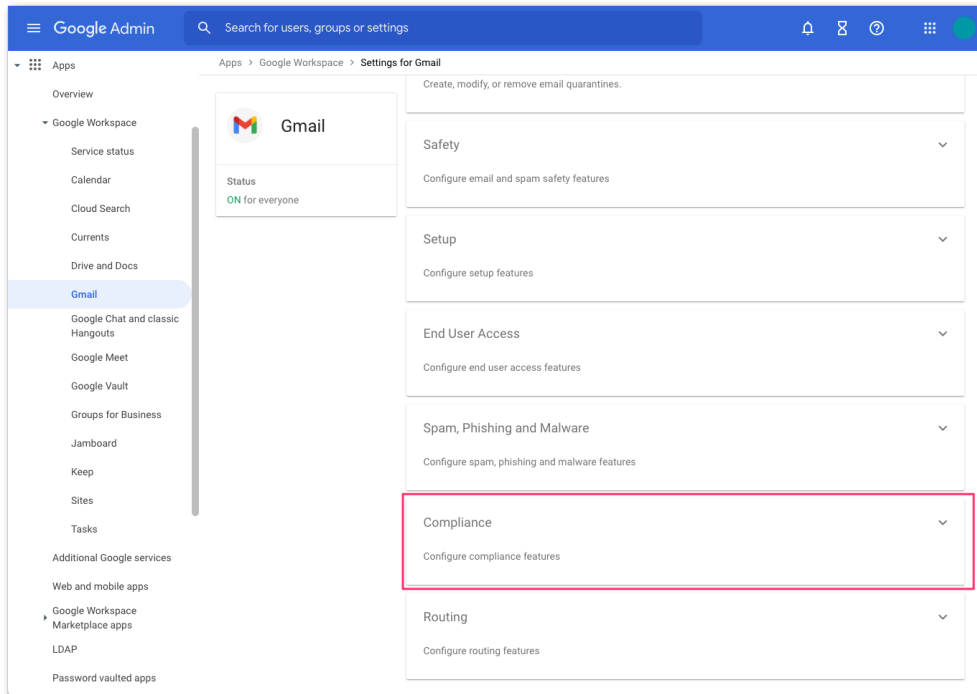 Google Admin
Search for users, groups or settings
Apps
Overview
Google Workspace
Service status
Calendar
Cloud Search
Currents
Drive and Docs
Gmail
Google Chat and classic
Hangouts
Google Meet
Google Vault
Groups for Business
Jamboard
Keep
Sites
Tasks
Additional Google services
Web and mobile apps
Google Workspace
Marketplace apps
LDAP
Password vaulted apps
Apps > Google Workspace > Settings for Gmail
Gmail
Status
ON for everyone
Create, modify, or remove email quarantines.
Safety
Configure email and spam safety features
Setup
Configure setup features
End User Access
Configure end user access features
Spam, Phishing and Malware
Configure spam, phishing and malware features
Compliance
Configure compliance features
Routing
Configure routing features